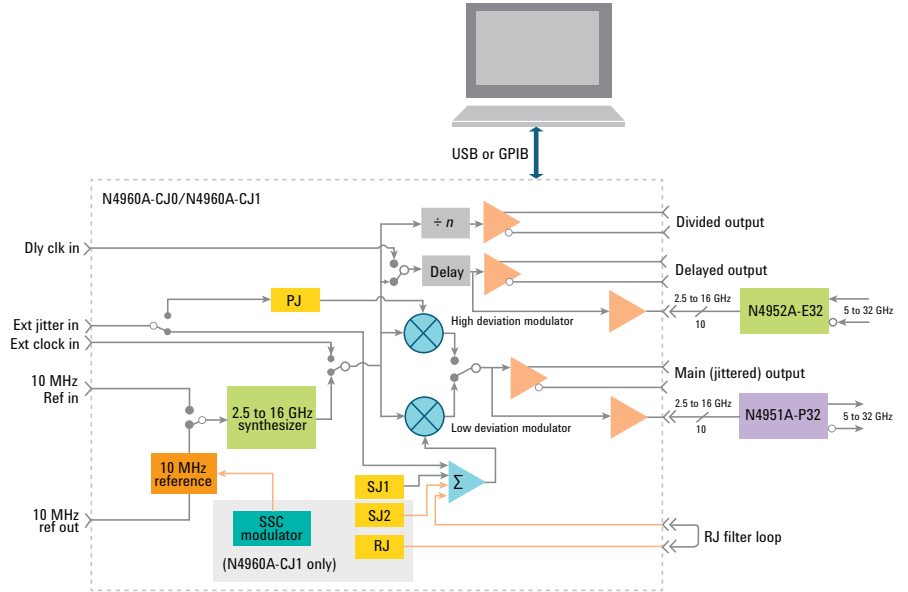 USB or GPIB
N4960A-CJ0/N4960A-CJ1
÷ n
Divided output
Dly clk in
Delay
Delayed output
PJ
2.5 to 16 GHz
10
N4952A-E32
5 to 32 GHz
Ext jitter in
High deviation modulator
Ext clock in
10 MHz
Ref in
Main (jittered) output
2.5 to 16 GHz
synthesizer
2.5 to 16 GHz
10
N4951A-P32
5 to 32 GHz
Low deviation modulator
10 MHz
reference
Σ
SJ1
SJ2
10 MHz
ref out
SSC
modulator
RJ
RJ filter loop
(N4960A-CJ1 only)